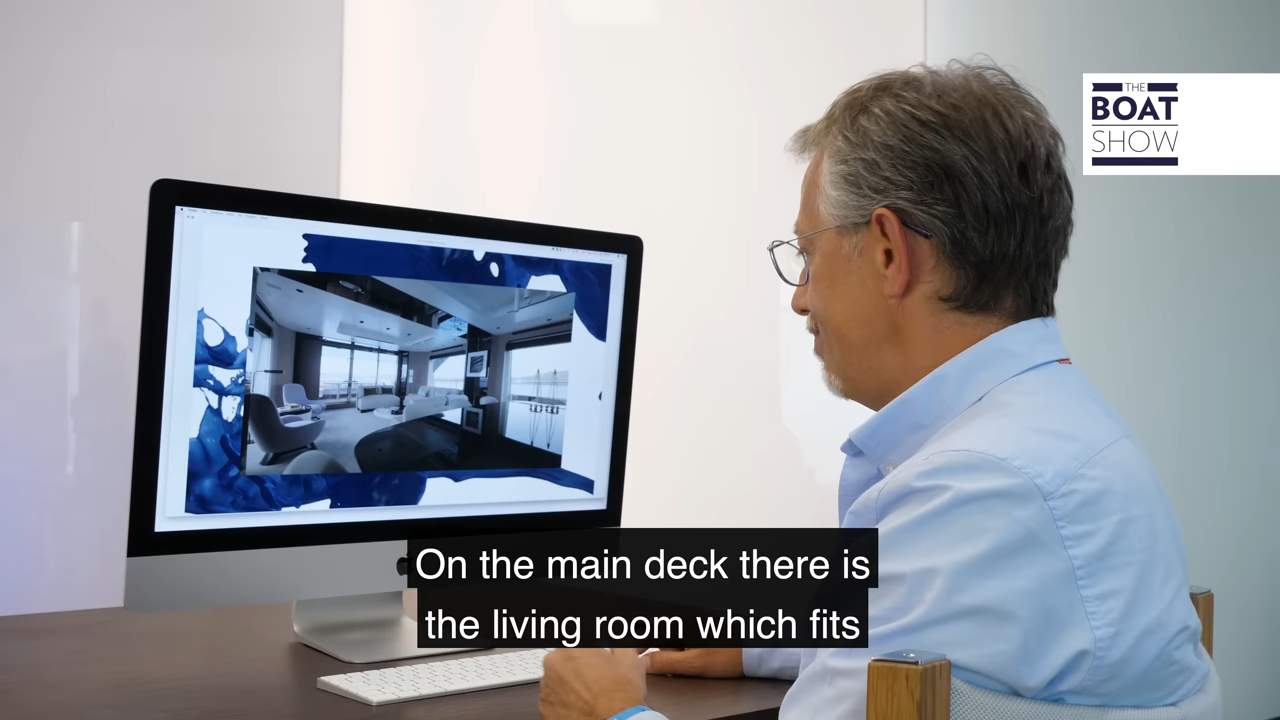 THE
BOAT
SHOW
On the main deck there is
the living room which fits